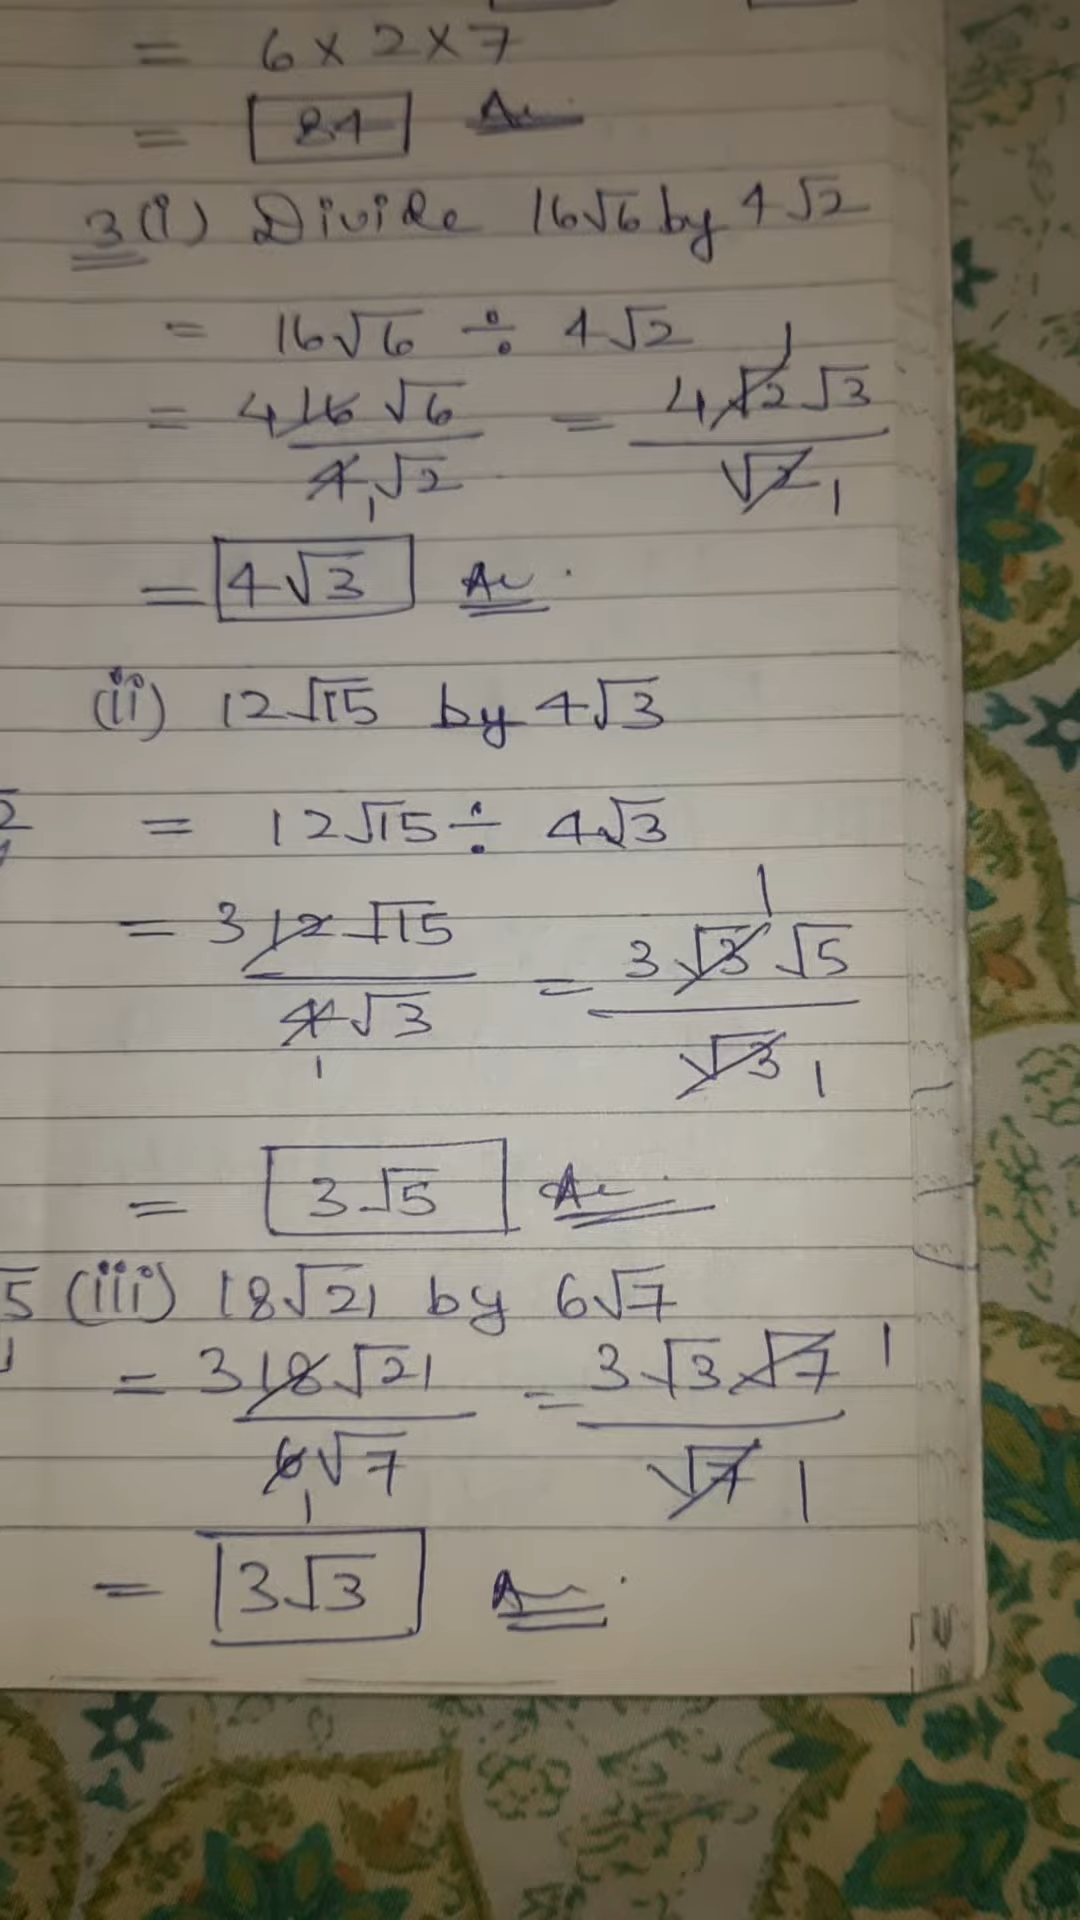 = 6 × 2 × 7
= 84 Ans.
3(i) Divide 16√6 by 4√2
= 16√6 ÷ 4√2
= 4 16 √6 / 4 1 √2 = 4 √2 1 √3 / √2 1
= 4√3 Ans.
(ii) 12√15 by 4√3
= 12√15 ÷ 4√3
= 3 12 √15 / 4 1 √3 = 3 √3 1 √5 / √3 1
= 3√5 Ans.
(iii) 18√21 by 6√7
= 3 18 √21 / 6 1 √7 = 3√3 √7 1 / √7 1
= 3√3 Ans.